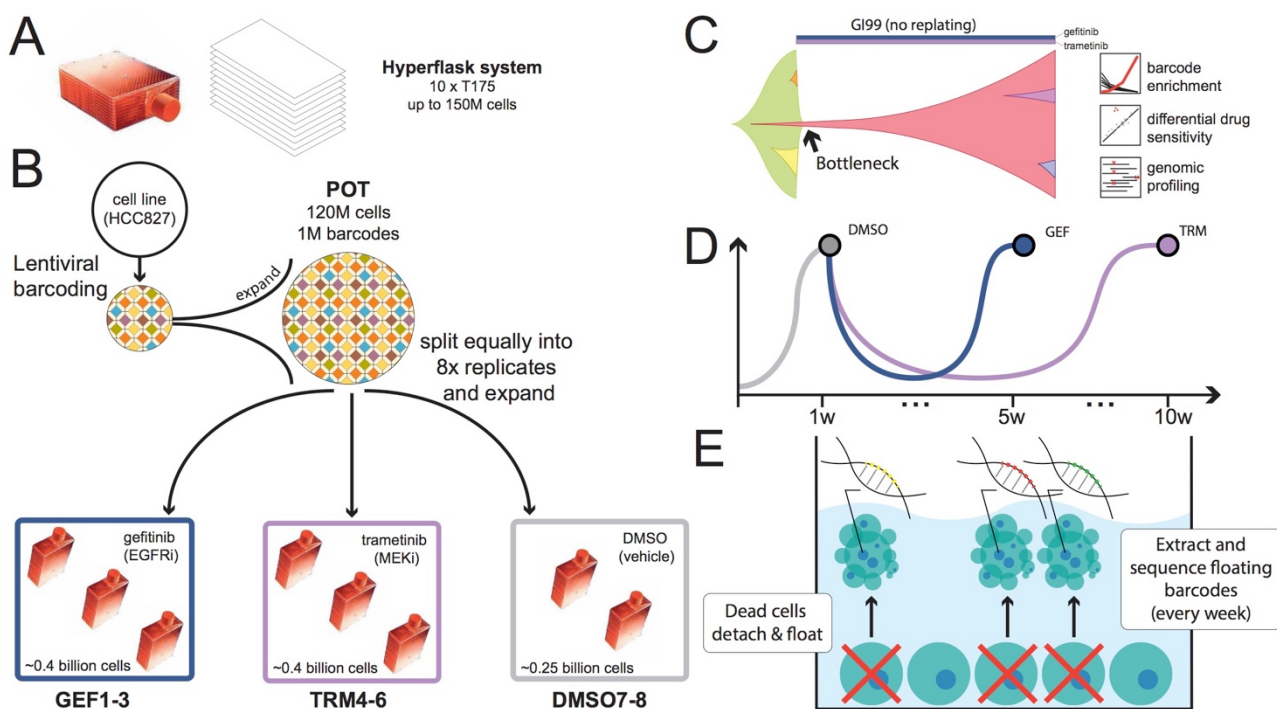 A
Hyperflask system
10 x T175
up to 150M cells
B
cell line
(HCC827)
Lentiviral
barcoding
expand
POT
120M cells
1M barcodes
split equally into
8x replicates
and expand
gefitinib
(EGFRi)
~0.4 billion cells
GEF1-3
trametinib
(MEKi)
~0.4 billion cells
TRM4-6
DMSO
(vehicle)
~0.25 billion cells
DMSO7-8
C
GI99 (no replating)
gefitinib
trametinib
Bottleneck
barcode
enrichment
differential drug
sensitivity
genomic
profiling
D
DMSO
GEF
TRM
1w
...
5w
...
10w
E
Dead cells
detach & float
Extract and
sequence floating
barcodes
(every week)